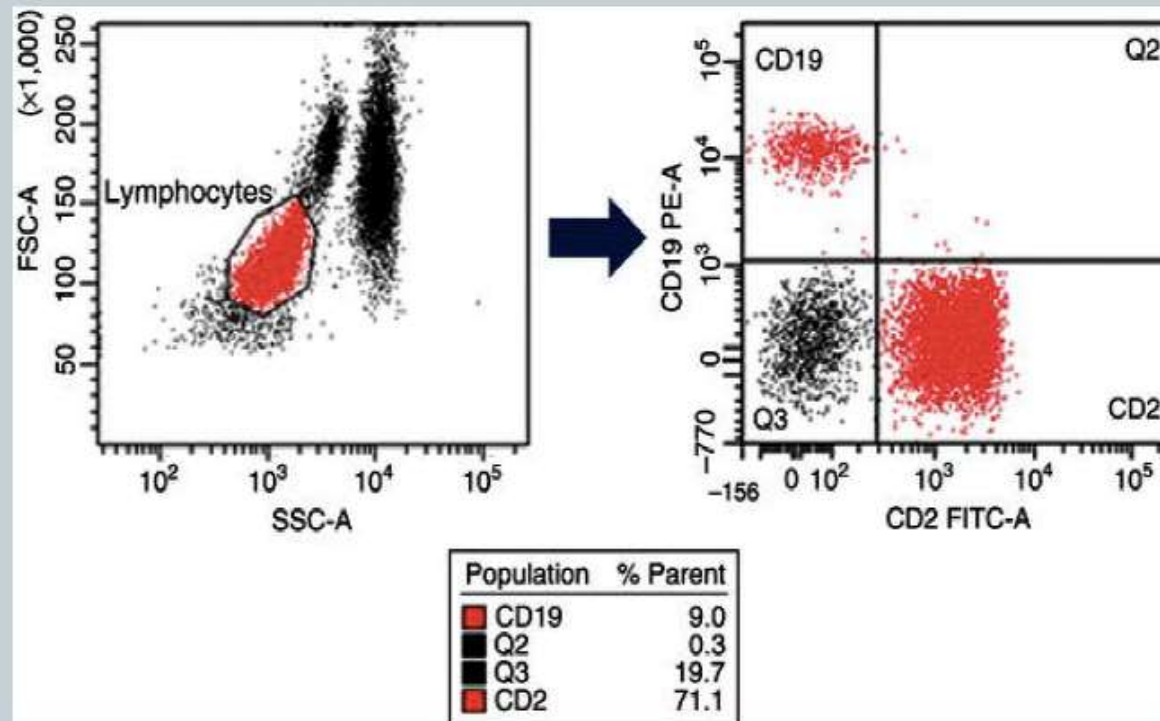 (×1,000)
250
200
150
100
50
FSC-A
Lymphocytes
10² 10³ 10⁴ 10⁵
SSC-A
CD19
Q2
10⁵
10⁴
10³
0
−770
CD19 PE-A
Q3
CD2
−156 0 10² 10³ 10⁴ 10⁵
CD2 FITC-A
Population % Parent
CD19 9.0
Q2 0.3
Q3 19.7
CD2 71.1